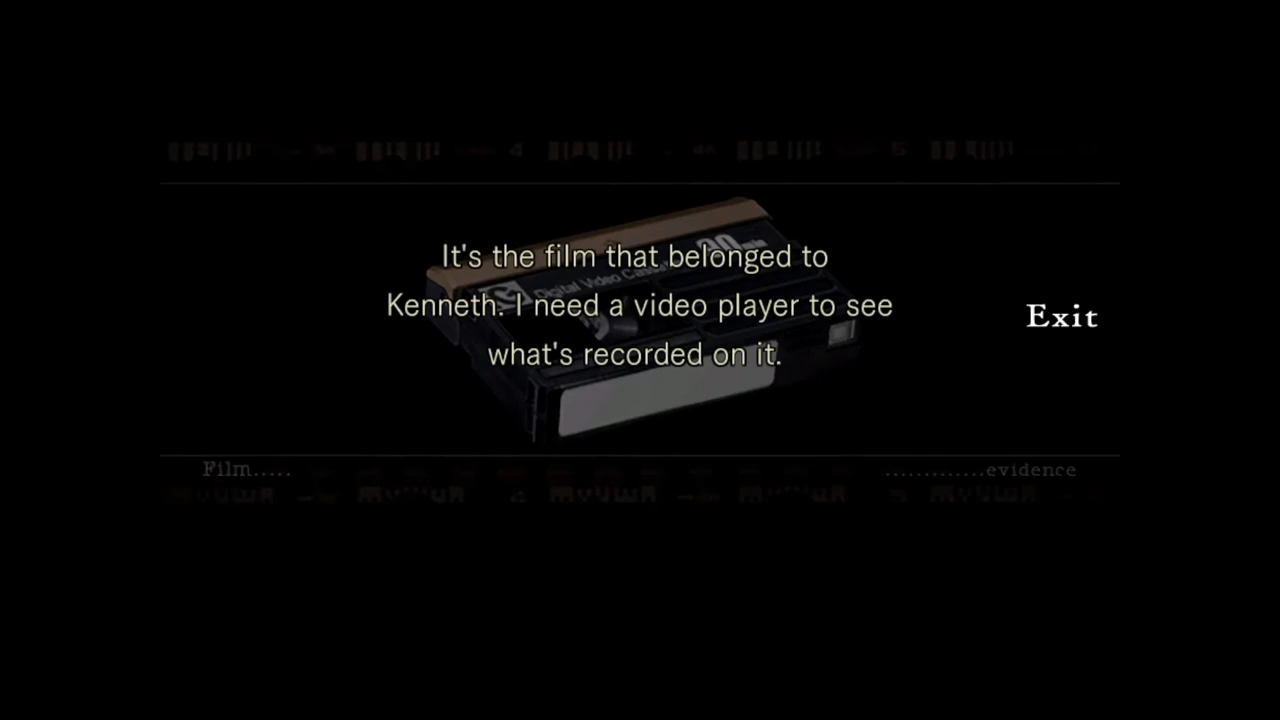 It's the film that belonged to
Kenneth. I need a video player to see
what's recorded on it.
Exit
Film.....
.............evidence